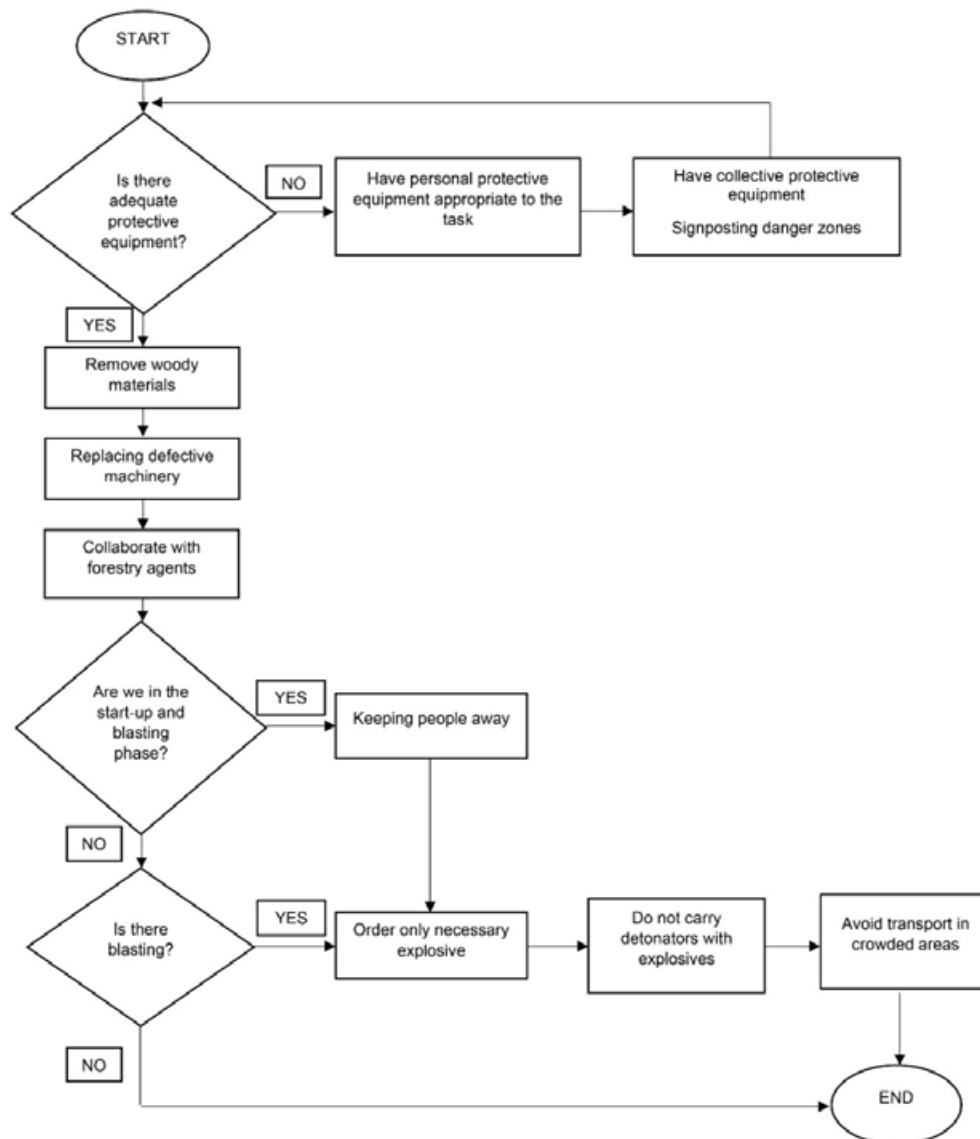 START
Is there
adequate
protective
equipment?
NO
Have personal protective
equipment appropriate to the
task
Have collective protective
equipment
Signposting danger zones
YES
Remove woody
materials
Replacing defective
machinery
Collaborate with
forestry agents
Are we in the
start-up and
blasting
phase?
YES
Keeping people away
NO
Is there
blasting?
YES
Order only necessary
explosive
Do not carry
detonators with
explosives
Avoid transport in
crowded areas
NO
END